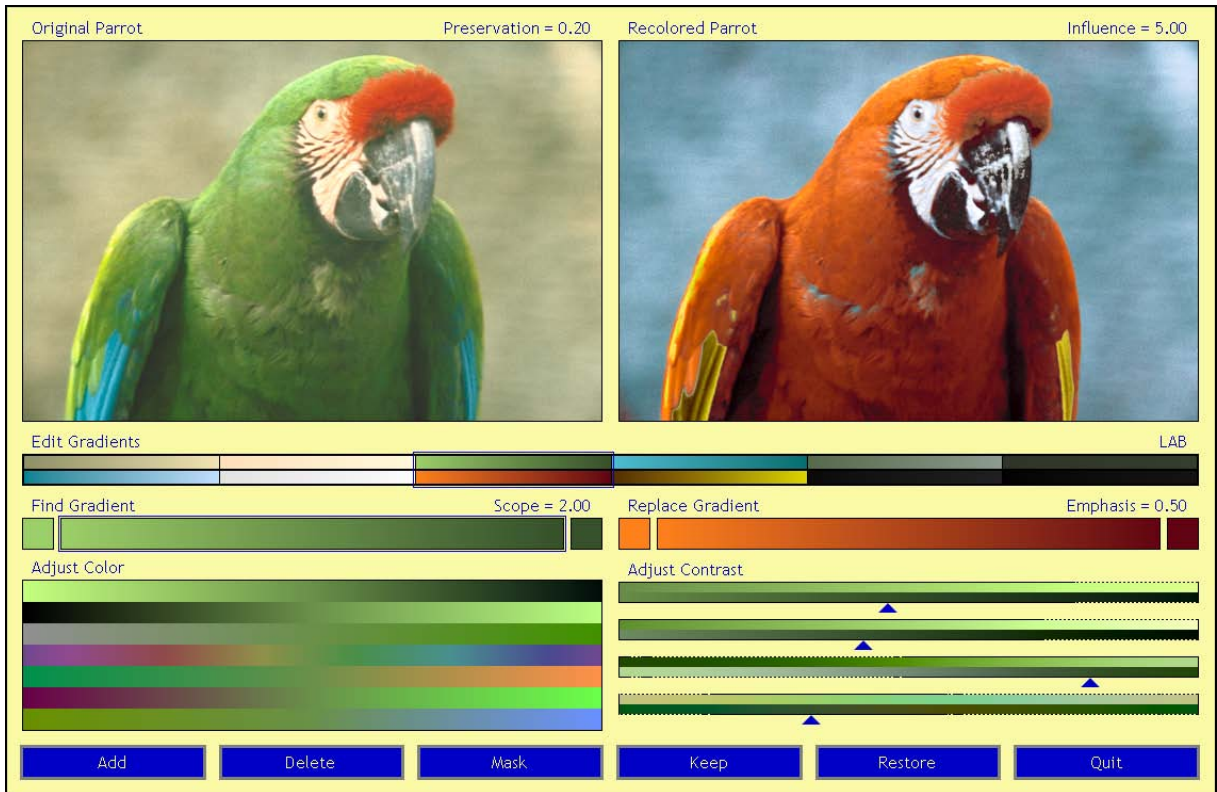 Original Parrot Preservation = 0.20 Recolored Parrot Influence = 5.00
Edit Gradients LAB
Find Gradient Scope = 2.00 Replace Gradient Emphasis = 0.50
Adjust Color Adjust Contrast
Add Delete Mask Keep Restore Quit